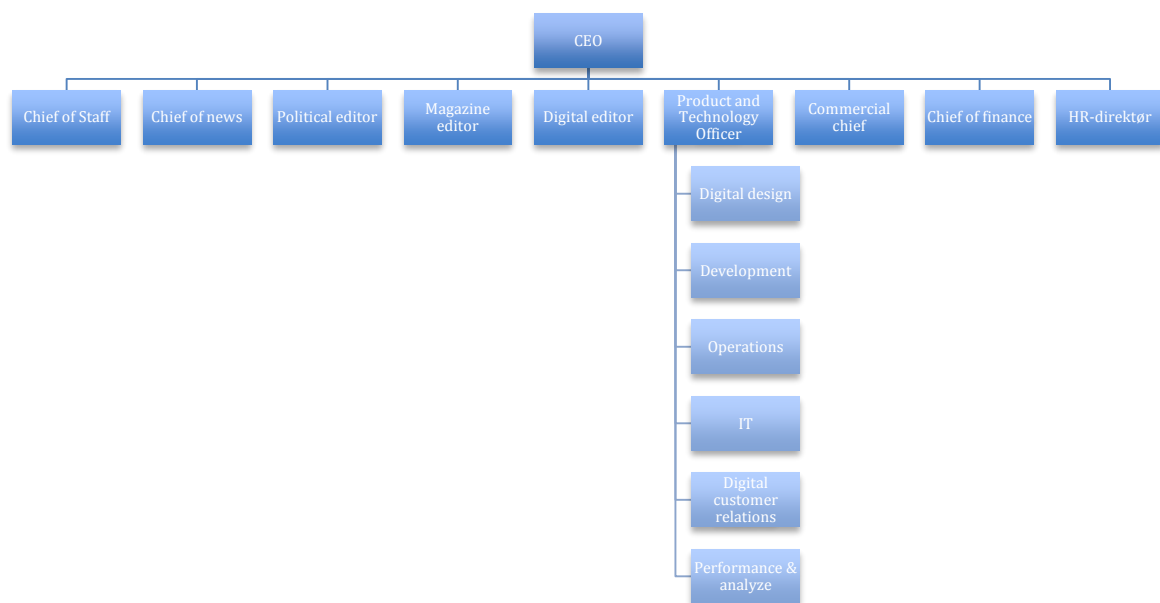 CEO
Chief of Staff
Chief of news
Political editor
Magazine
editor
Digital editor
Product and
Technology
Officer
Commercial
chief
Chief of finance
HR-direktør
Digital design
Development
Operations
IT
Digital
customer
relations
Performance &
analyze